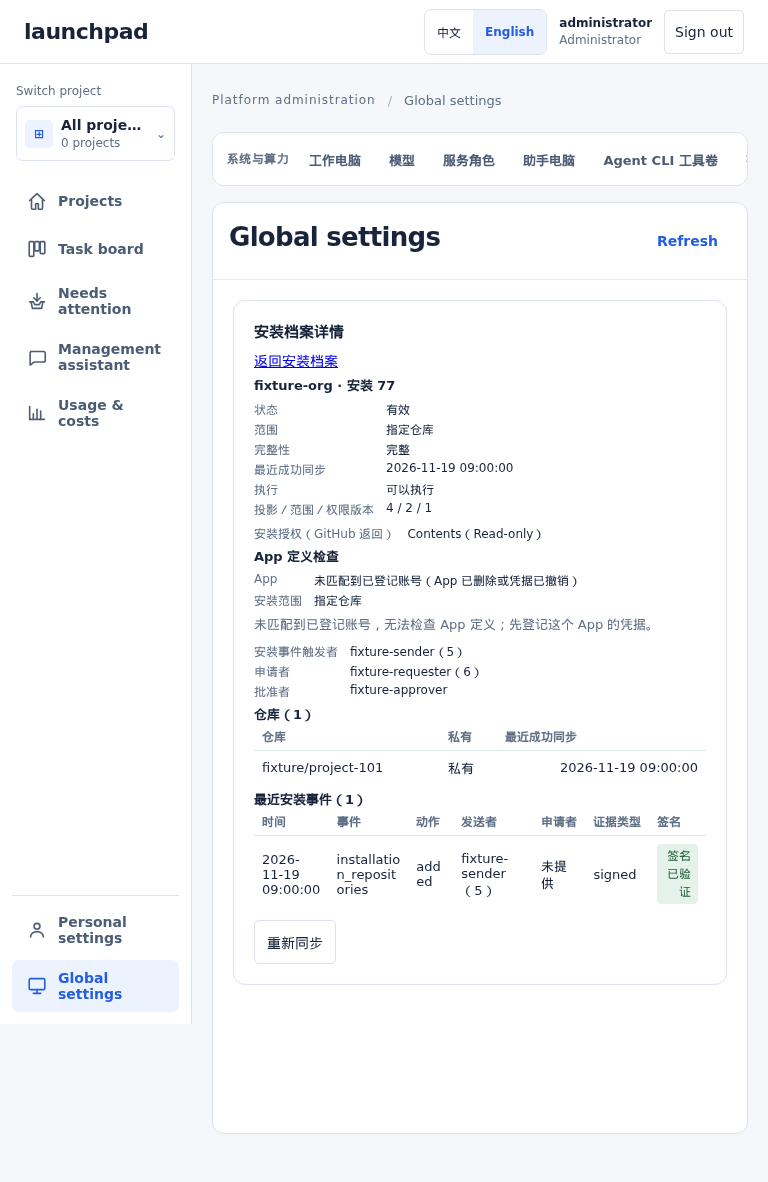 launchpad
中文 English
administrator
Administrator
Sign out
Switch project
All proje...
0 projects
Projects
Task board
Needs
attention
Management
assistant
Usage &
costs
Personal
settings
Global
settings
Platform administration / Global settings
系统与算力 工作电脑 模型 服务角色 助手电脑 Agent CLI 工具卷
Global settings
Refresh
安装档案详情
返回安装档案
fixture-org · 安装 77
状态 有效
范围 指定仓库
完整性 完整
最近成功同步 2026-11-19 09:00:00
执行 可以执行
投影 / 范围 / 权限版本 4 / 2 / 1
安装授权（GitHub 返回） Contents（Read-only）
App 定义检查
App 未匹配到已登记账号（App 已删除或凭据已撤销）
安装范围 指定仓库
未匹配到已登记账号，无法检查 App 定义；先登记这个 App 的凭据。
安装事件触发者 fixture-sender（5）
申请者 fixture-requester（6）
批准者 fixture-approver
仓库（1）
仓库 私有 最近成功同步
fixture/project-101 私有 2026-11-19 09:00:00
最近安装事件（1）
时间 事件 动作 发送者 申请者 证据类型 签名
2026-
11-19
09:00:00
installatio
n_reposit
ories
add
ed
fixture-
sender
（5）
未提
供
signed
签名
已验
证
重新同步